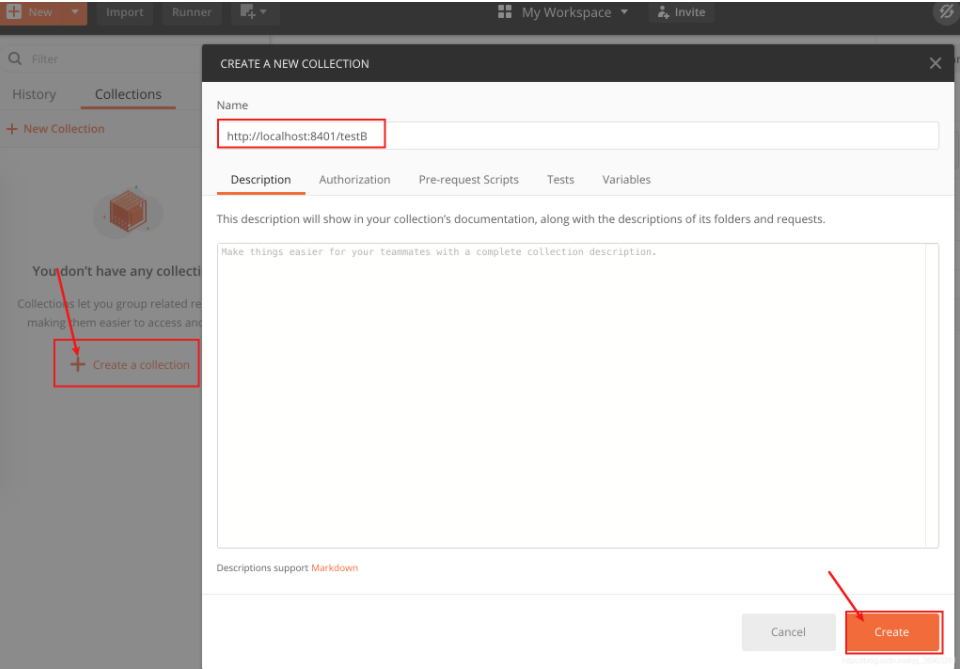 New Import Runner My Workspace Invite
Filter
History Collections
New Collection
You don't have any collecti
Collections let you group related re
making them easier to access and
Create a collection
CREATE A NEW COLLECTION
Name
http://localhost:8401/testB
Description Authorization Pre-request Scripts Tests Variables
This description will show in your collection's documentation, along with the descriptions of its folders and requests.
Make things easier for your teammates with a complete collection description.
Descriptions support Markdown
Cancel Create